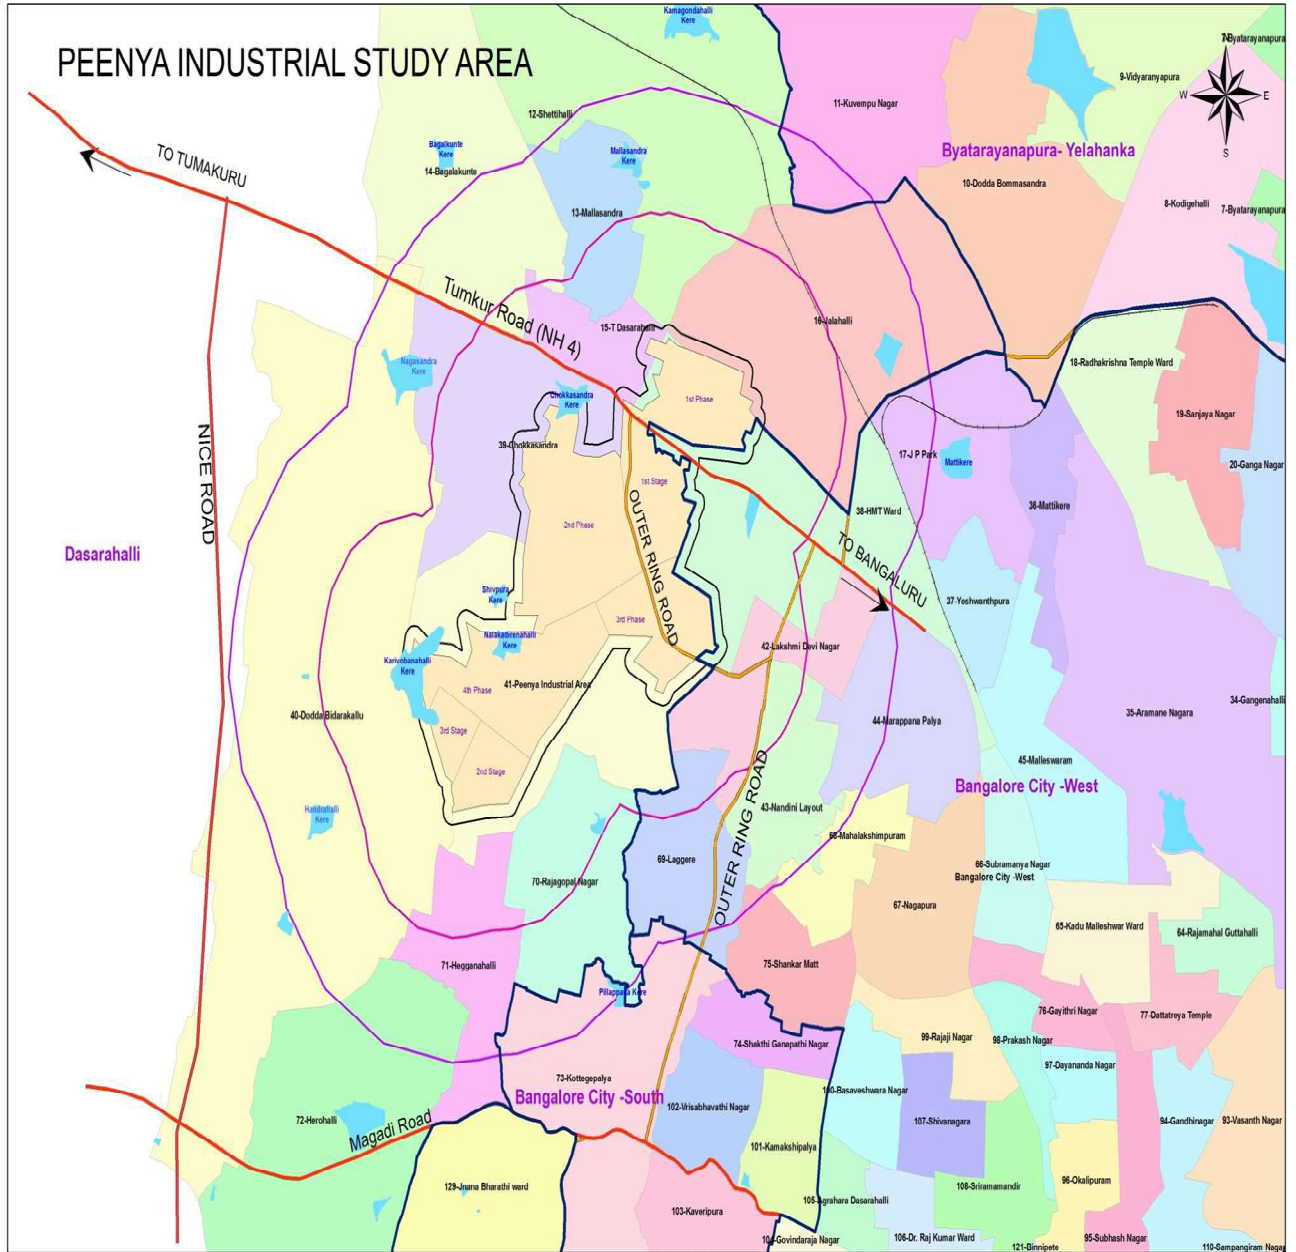 Kamagondahalli
Kere
7-Byatarayanapura
N
PEENYA INDUSTRIAL STUDY AREA
9-Vidyaranyapura
W
E
S
11-Kuvempu Nagar
12-Shettihalli
Bagalkunte
Kere
14-Bagalakunte
Mallasandra
Kere
Byatarayanapura- Yelahanka
TO TUMAKURU
10-Dodda Bommasandra
8-Kodigehalli
7-Byatarayanapura
13-Mallasandra
Tumkur Road (NH 4)
15-T Dasarahalli
16-Jalahalli
Nagasandra
Kere
18-Radhakrishna Temple Ward
Chokkasandra
Kere
1st Phase
19-Sanjaya Nagar
NICE ROAD
39-Chokkasandra
17-J P Park
Mattikere
20-Ganga Nagar
1st Stage
2nd Phase
OUTER RING ROAD
38-HMT Ward
36-Mattikere
Dasarahalli
TO BANGALURU
Shivpura
Kere
37-Yeshwanthpura
3rd Phase
Nalakadirenahalli
Kere
42-Lakshmi Devi Nagar
Karivobanahalli
Kere
4th Phase
41-Peenya Industrial Area
34-Gangenahalli
40-Dodda Bidarakallu
3rd Stage
44-Marappana Palya
35-Aramane Nagara
2nd Stage
45-Malleswaram
OUTER RING ROAD
Bangalore City -West
Handrahalli
Kere
43-Nandini Layout
68-Mahalakshimpuram
69-Laggere
66-Subramanya Nagar
Bangalore City -West
70-Rajagopal Nagar
67-Nagapura
65-Kadu Malleshwar Ward
64-Rajamahal Guttahalli
71-Hegganahalli
75-Shankar Matt
Pillappana Kere
76-Gayithri Nagar
77-Dattatreya Temple
74-Shakthi Ganapathi Nagar
99-Rajaji Nagar
98-Prakash Nagar
97-Dayananda Nagar
73-Kottegepalya
Bangalore City -South
100-Basaveshwara Nagar
102-Vrisabhavathi Nagar
72-Herohalli
Magadi Road
107-Shivanagara
94-Gandhinagar
93-Vasanth Nagar
101-Kamakshipalya
129-Jnana Bharathi ward
108-Sriramamandir
96-Okalipuram
105-Agrahara Dasarahalli
103-Kaveripura
104-Govindaraja Nagar
106-Dr. Raj Kumar Ward
121-Binnipete
95-Subhash Nagar
110-Sampangiram Nagar